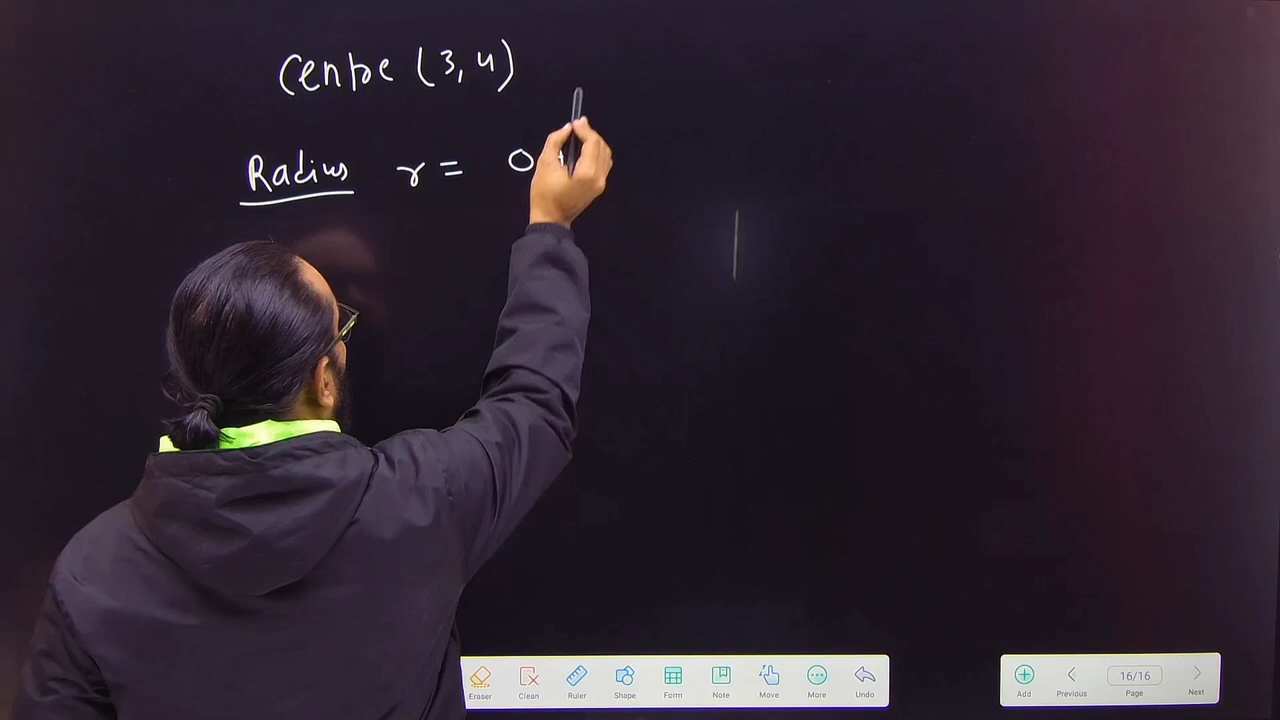 Centre (3, 4)
Radius r = 0
Eraser Clean Ruler Shape Form Note Move More Undo
Add Previous 16/16 Page Next